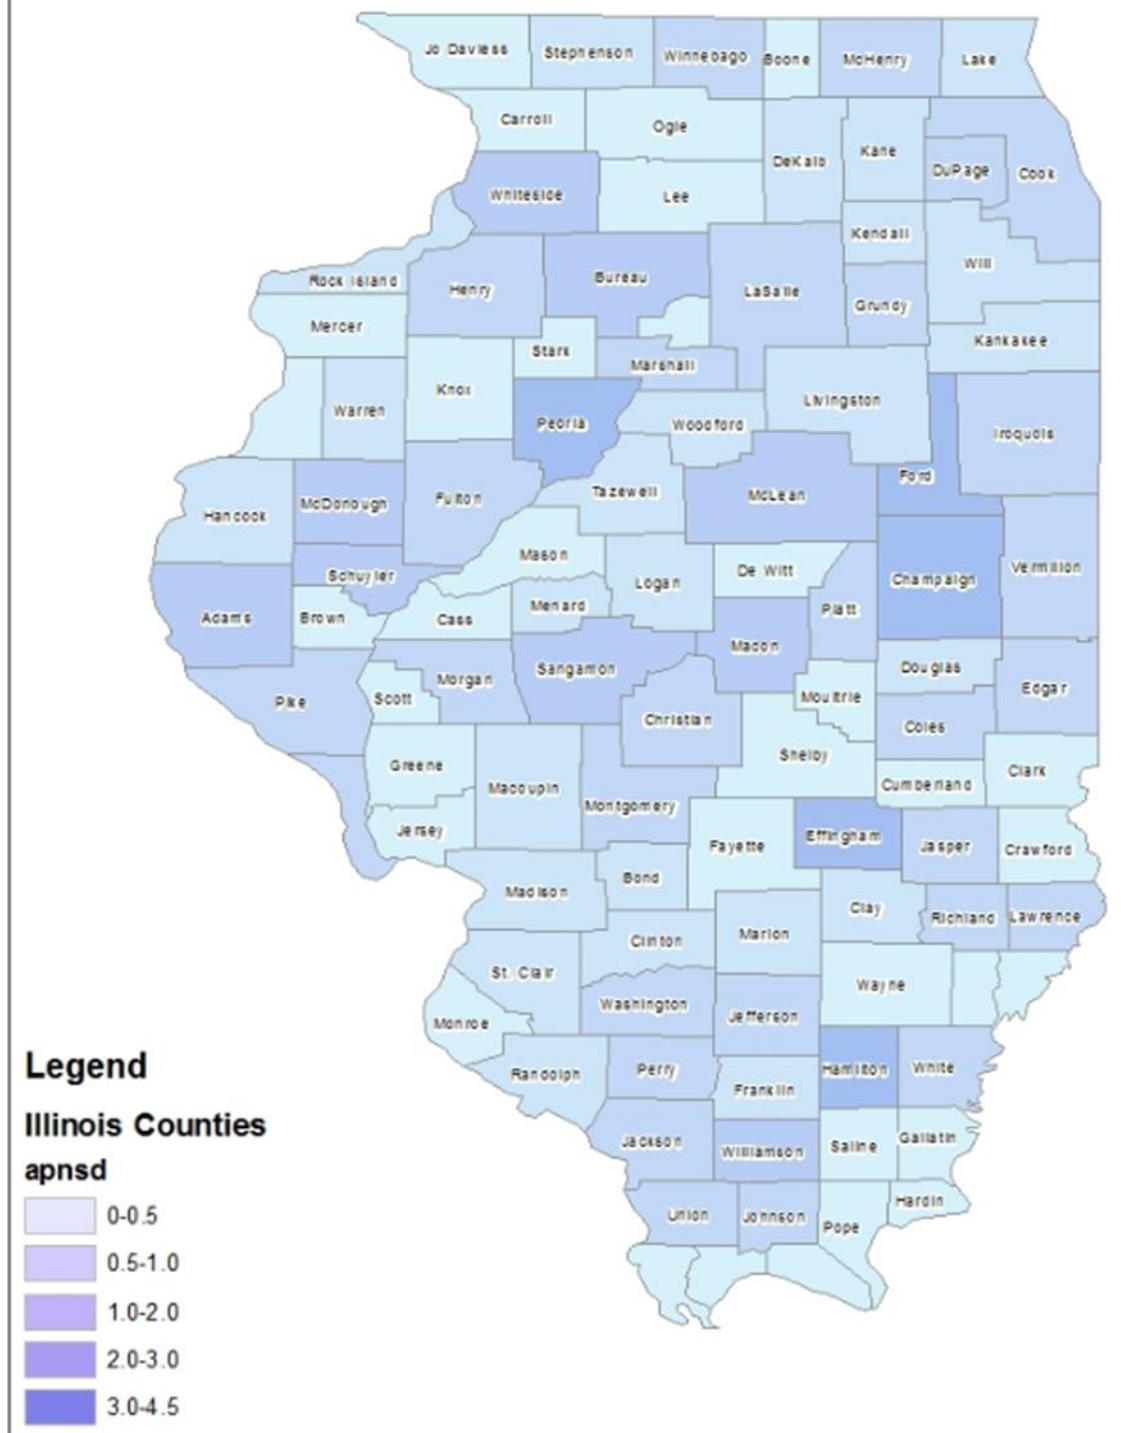 Jo Daviess
Stephenson
Winnebago
Boone
McHenry
Lake
Carroll
Ogle
DeKalb
Kane
DuPage
Cook
Whiteside
Lee
Kendall
Will
Rock Island
Henry
Bureau
LaSalle
Grundy
Mercer
Stark
Marshall
Kankakee
Warren
Knox
Peoria
Woodford
Livingston
Iroquois
Ford
Hancock
McDonough
Fulton
Tazewell
McLean
Mason
De Witt
Champaign
Vermilion
Schuyler
Logan
Adams
Brown
Cass
Menard
Piatt
Macon
Sangamon
Douglas
Pike
Scott
Morgan
Moultrie
Edgar
Christian
Coles
Greene
Macoupin
Shelby
Cumberland
Clark
Montgomery
Jersey
Fayette
Effingham
Jasper
Crawford
Madison
Bond
Clay
Richland
Lawrence
Clinton
Marion
St. Clair
Wayne
Washington
Jefferson
Monroe
Randolph
Perry
Franklin
Hamilton
White
Jackson
Williamson
Saline
Gallatin
Union
Johnson
Pope
Hardin
Legend
Illinois Counties
apnsd
0-0.5
0.5-1.0
1.0-2.0
2.0-3.0
3.0-4.5